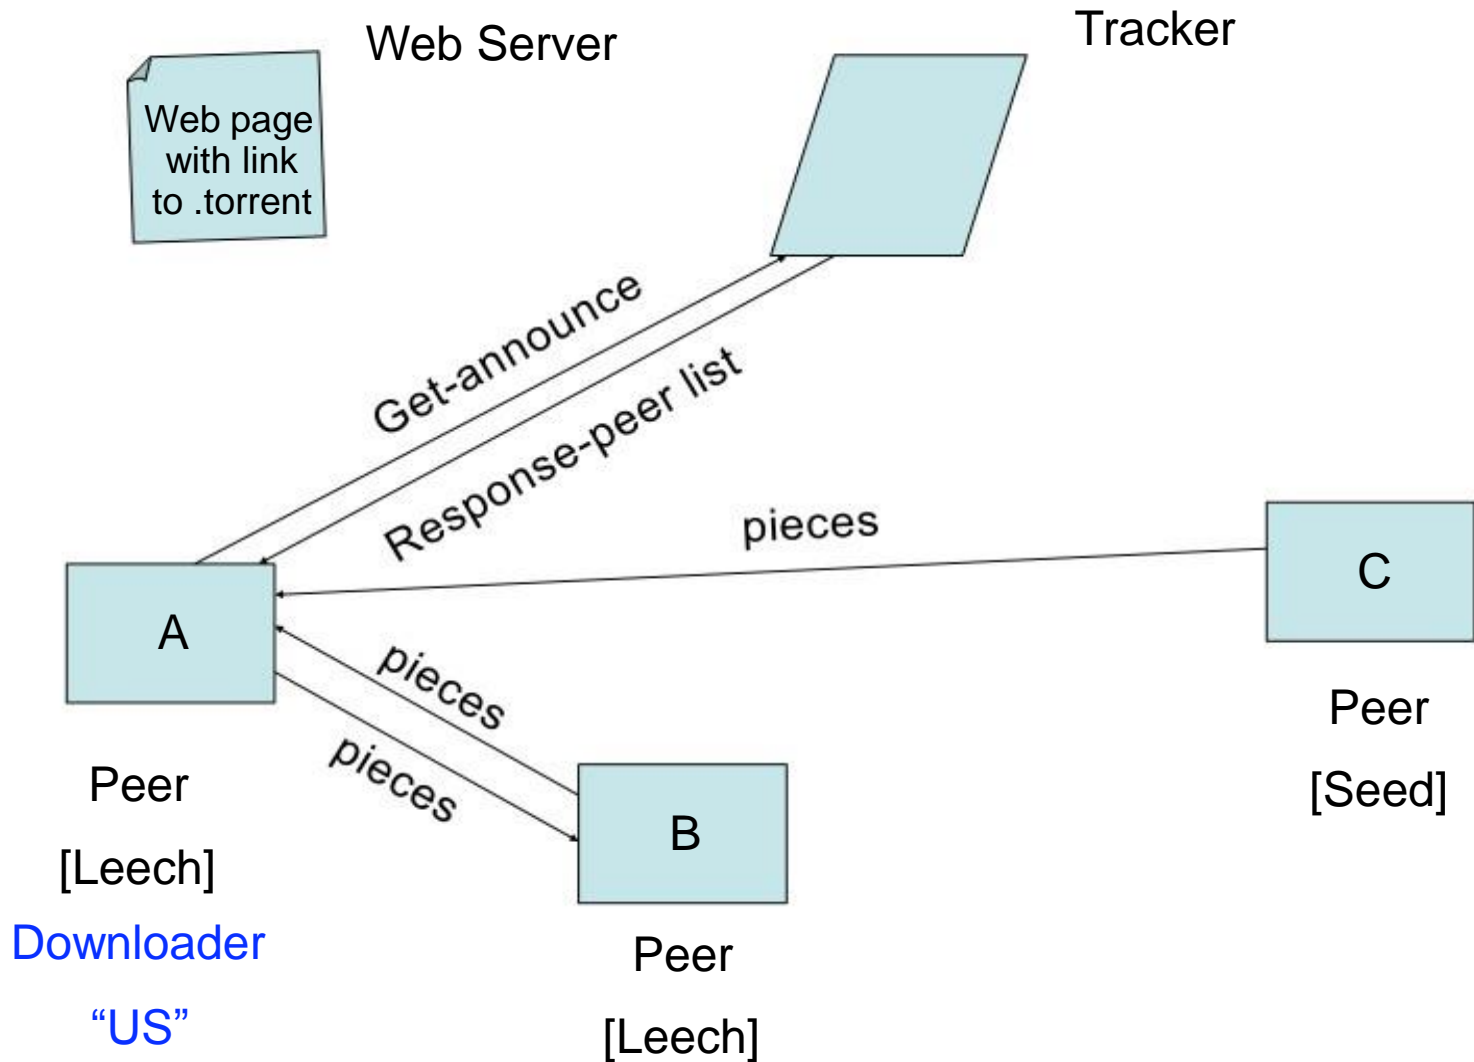 Web Server
Tracker
Web page
with link
to .torrent
Get-announce
Response-peer list
pieces
C
A
pieces
pieces
Peer
[Seed]
B
Peer
[Leech]
Downloader
“US”
Peer
[Leech]